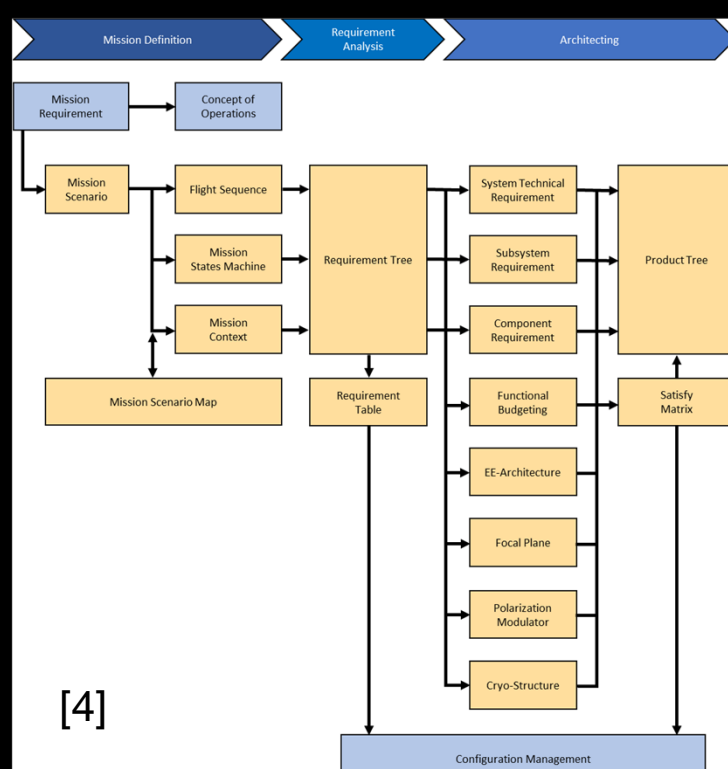 Mission Definition
Requirement
Analysis
Architecting
Mission
Requirement
Concept of
Operations
Mission
Scenario
Flight Sequence
Requirement Tree
System Technical
Requirement
Product Tree
Mission
States Machine
Subsystem
Requirement
Mission
Context
Component
Requirement
Mission Scenario Map
Requirement
Table
Functional
Budgeting
Satisfy
Matrix
EE-Architecture
Focal Plane
Polarization
Modulator
Cryo-Structure
[4]
Configuration Management